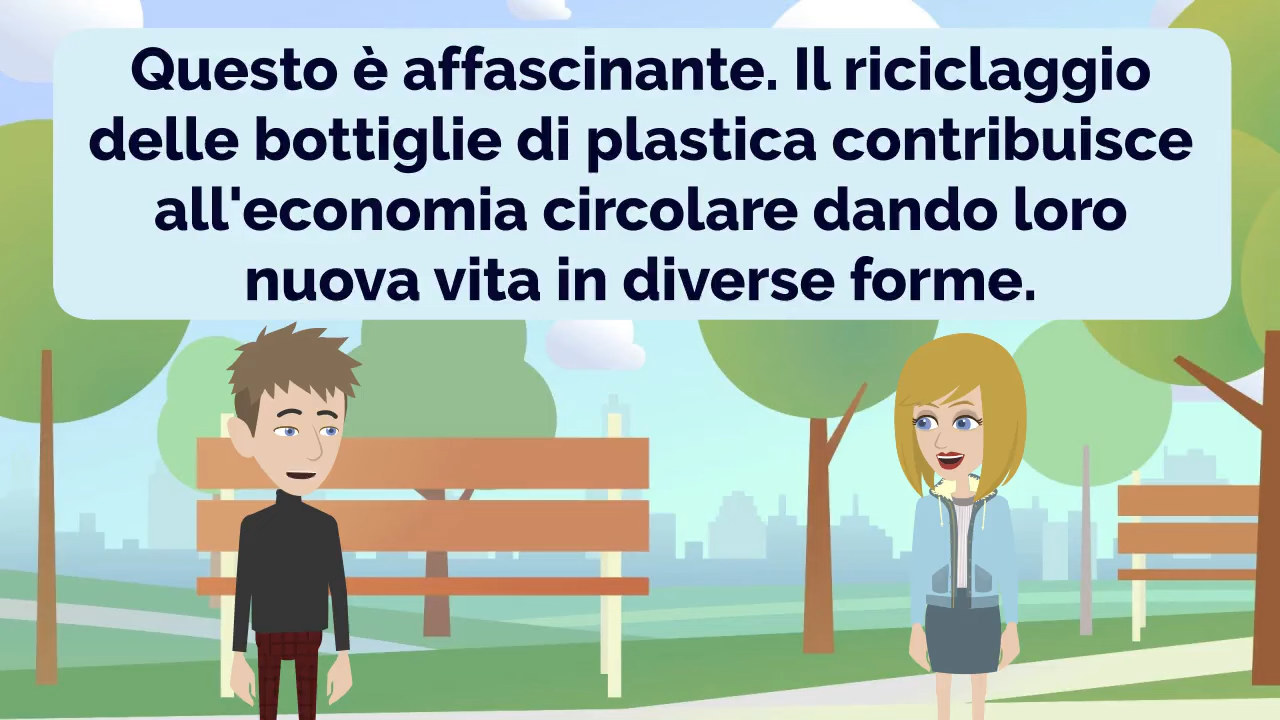 Questo è affascinante. Il riciclaggio
delle bottiglie di plastica contribuisce
all'economia circolare dando loro
nuova vita in diverse forme.